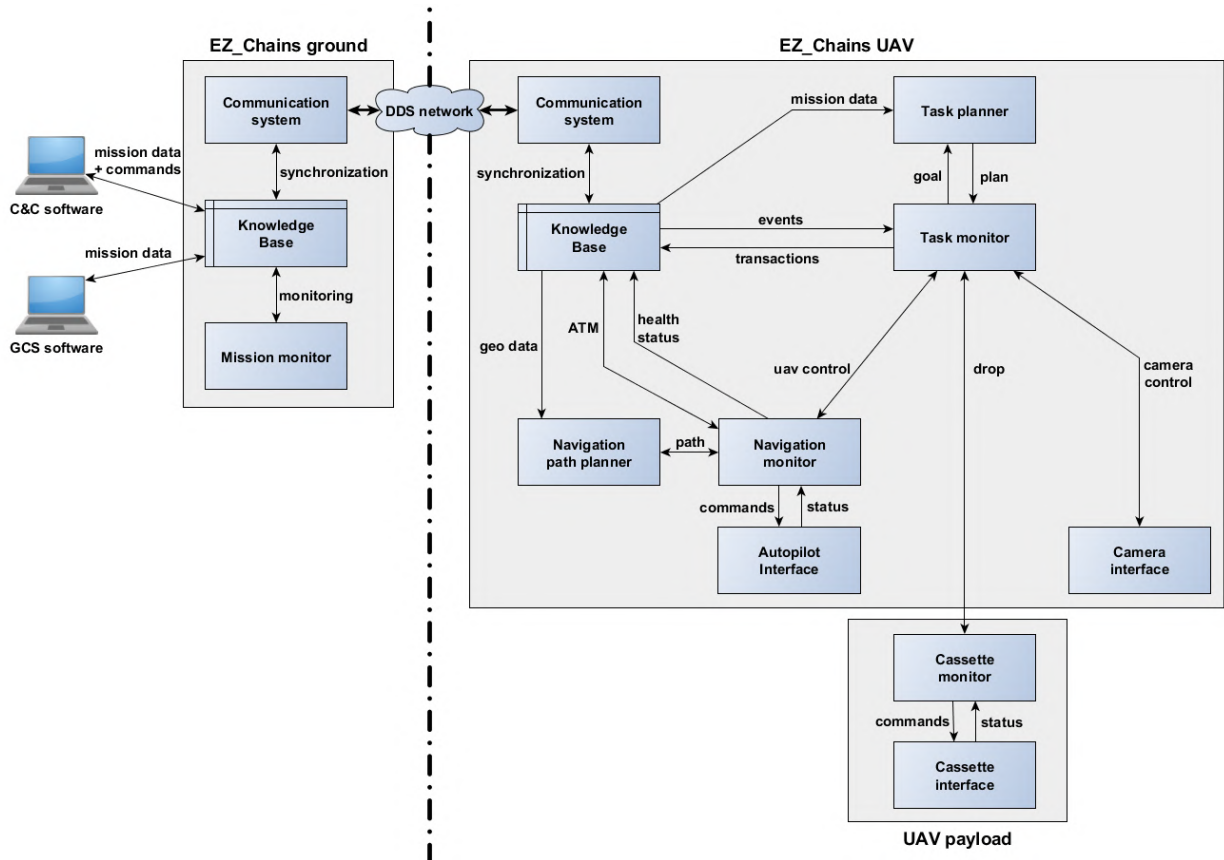 EZ_Chains ground
EZ_Chains UAV
Communication
system
DDS network
Communication
system
mission data
Task planner
mission data
+ commands
synchronization
synchronization
goal
plan
C&C software
Knowledge
Base
Knowledge
Base
events
Task monitor
transactions
mission data
monitoring
GCS software
Mission monitor
geo data
ATM
health
status
uav control
drop
camera
control
Navigation
path planner
path
Navigation
monitor
commands
status
Autopilot
Interface
Camera
interface
Cassette
monitor
commands
status
Cassette
interface
UAV payload